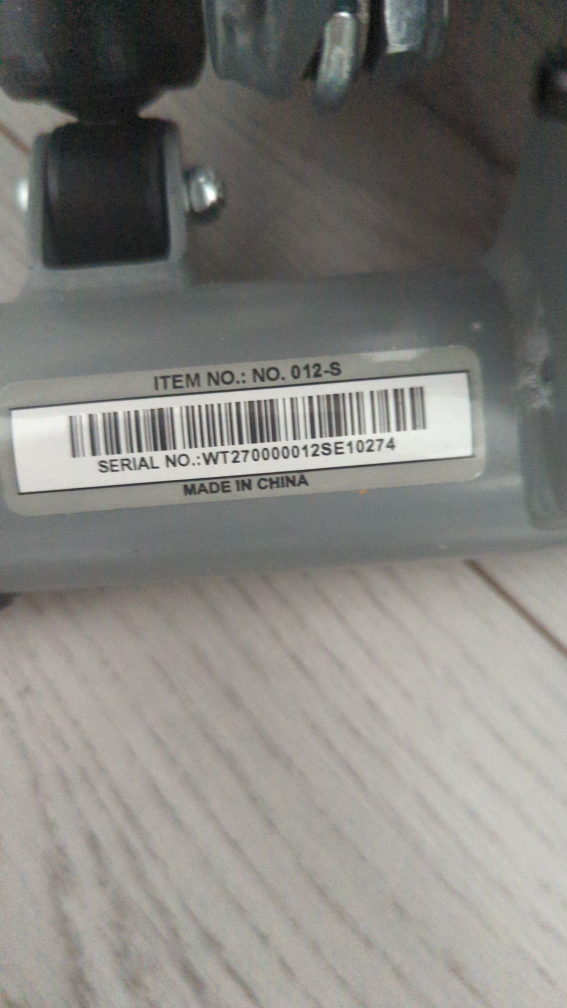 ITEM NO.: NO. 012-S
SERIAL NO.:WT270000012SE10274
MADE IN CHINA